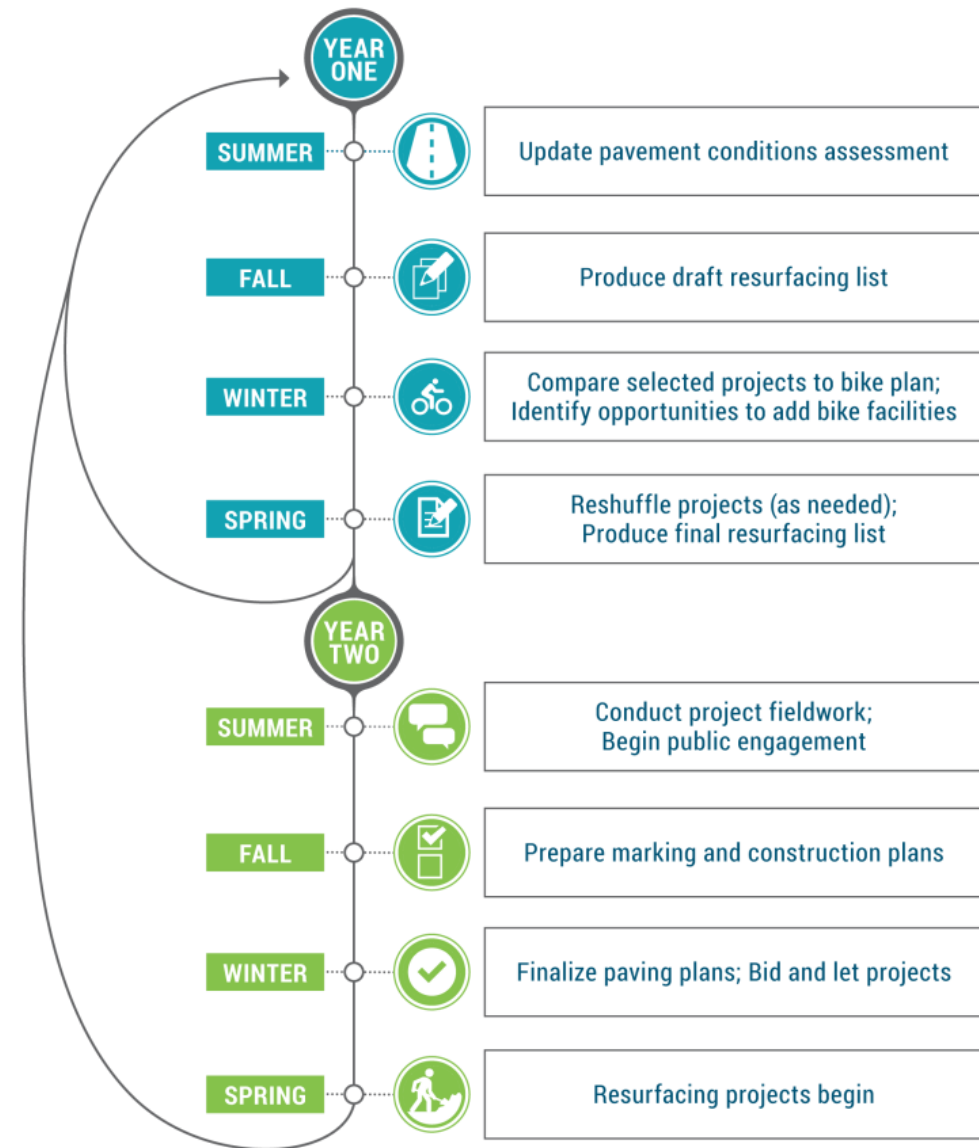 YEAR
ONE
SUMMER
Update pavement conditions assessment
FALL
Produce draft resurfacing list
WINTER
Compare selected projects to bike plan;
Identify opportunities to add bike facilities
SPRING
Reshuffle projects (as needed);
Produce final resurfacing list
YEAR
TWO
SUMMER
Conduct project fieldwork;
Begin public engagement
FALL
Prepare marking and construction plans
WINTER
Finalize paving plans; Bid and let projects
SPRING
Resurfacing projects begin